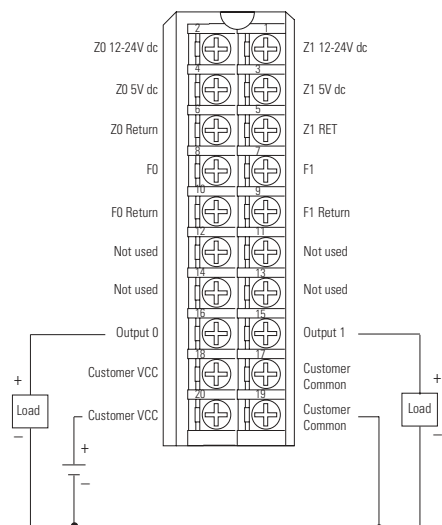 2 1
Z0 12-24V dc Z1 12-24V dc
4 3
Z0 5V dc Z1 5V dc
6 5
Z0 Return Z1 RET
8 7
F0 F1
10 9
F0 Return F1 Return
12 11
Not used Not used
14 13
Not used Not used
16 15
Output 0 Output 1
18 17
Customer VCC Customer
Common
+ Load − + Load −
20 19
Customer VCC Customer
Common
+
−